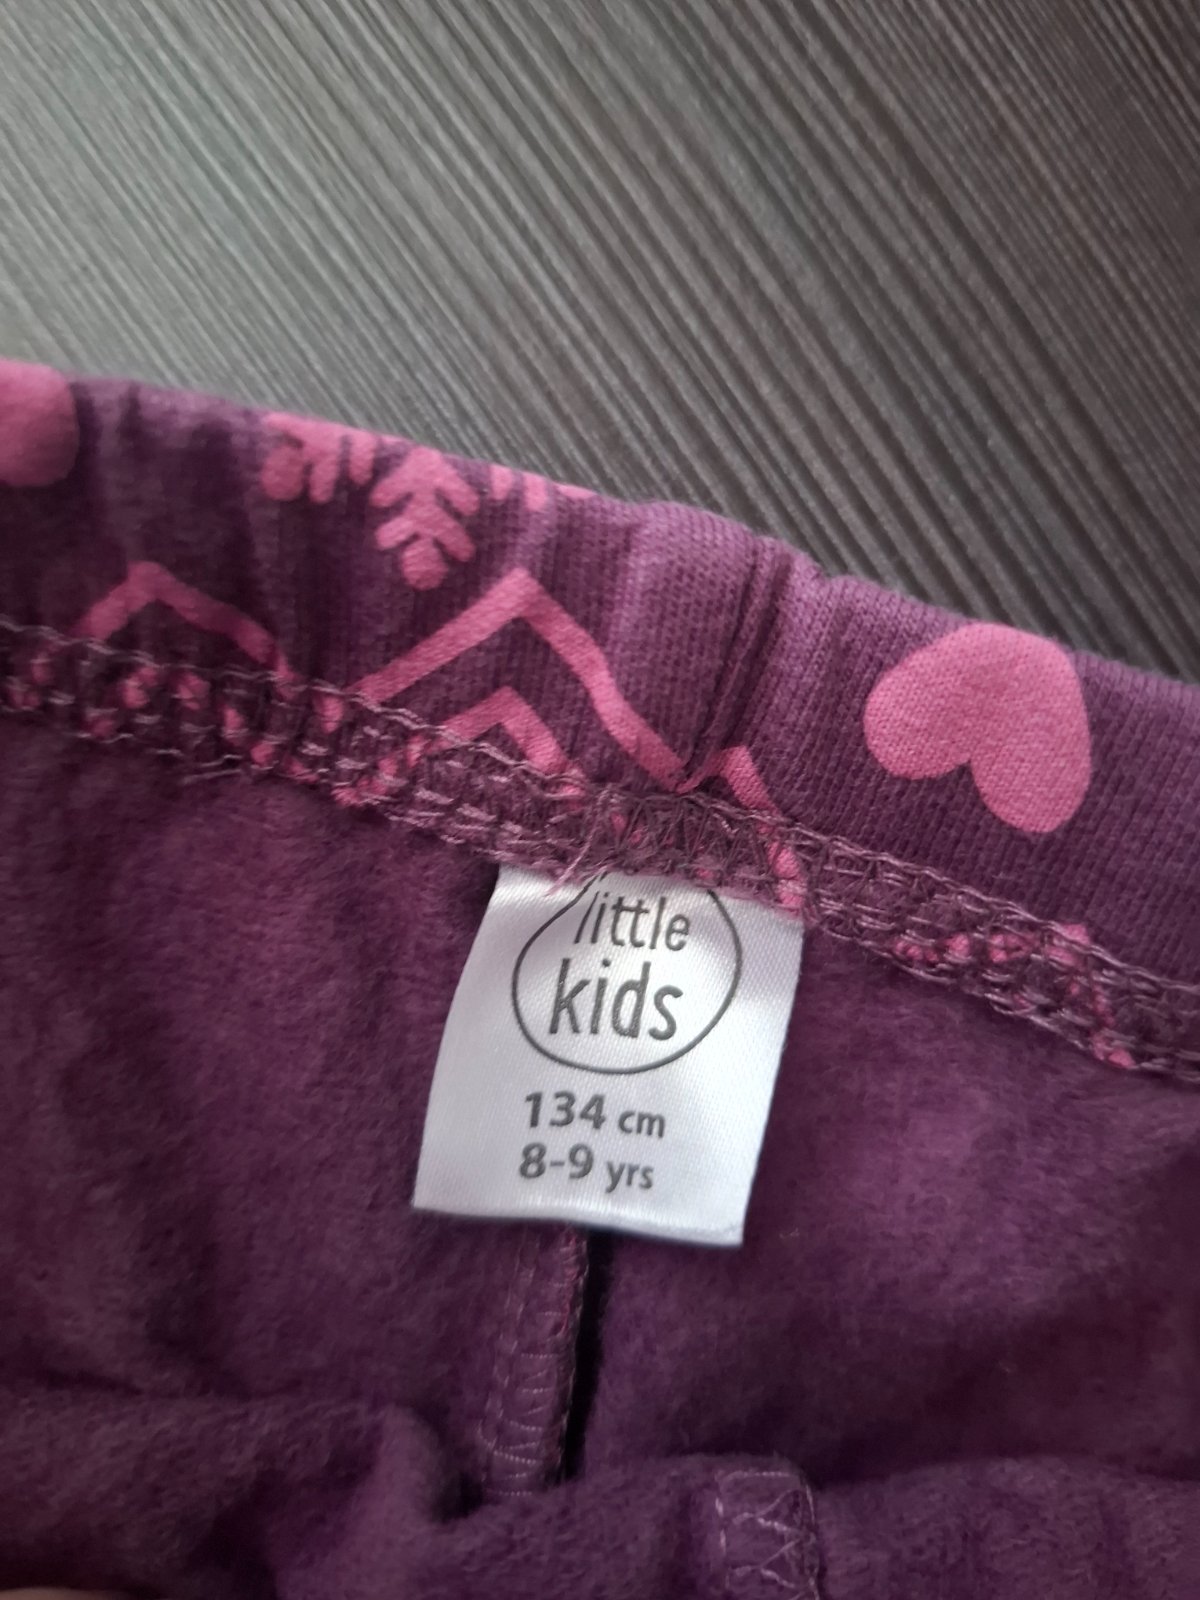 little
kids
134 cm
8-9 yrs